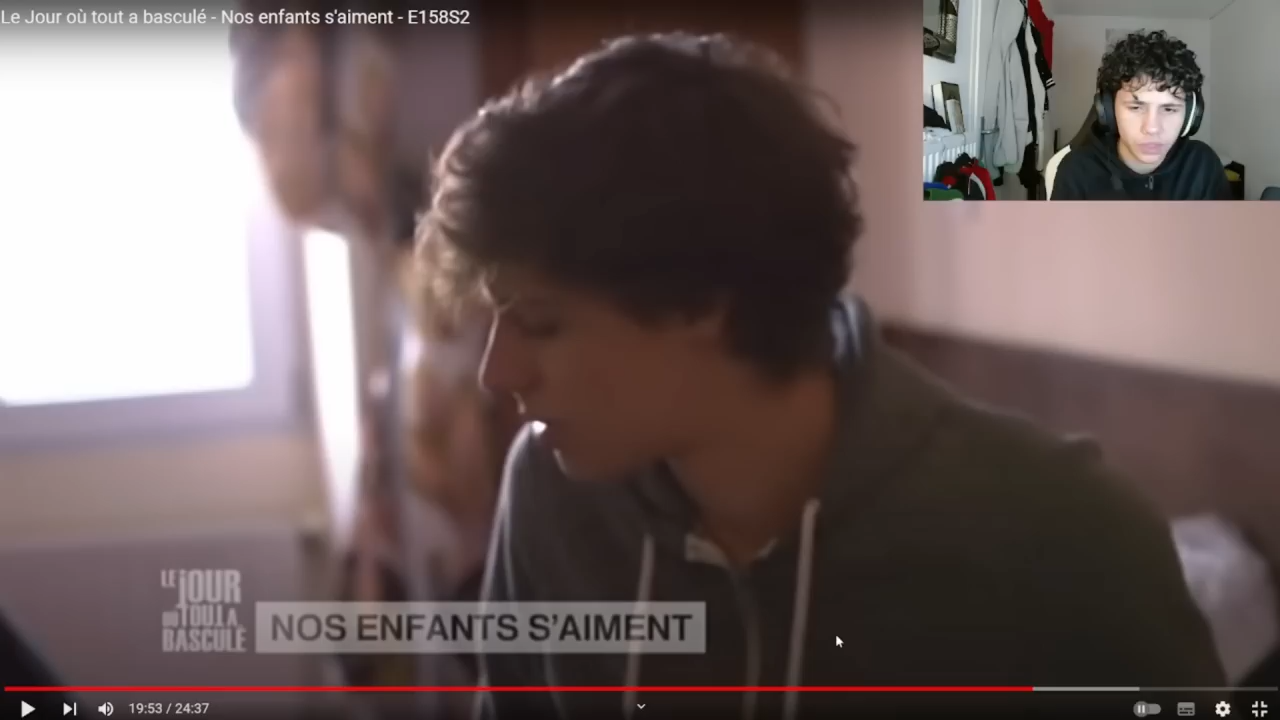 Le Jour où tout a basculé - Nos enfants s'aiment - E158S2
LE JOUR
OÙ TOUT A
BASCULÉ
NOS ENFANTS S'AIMENT
19:53 / 24:37